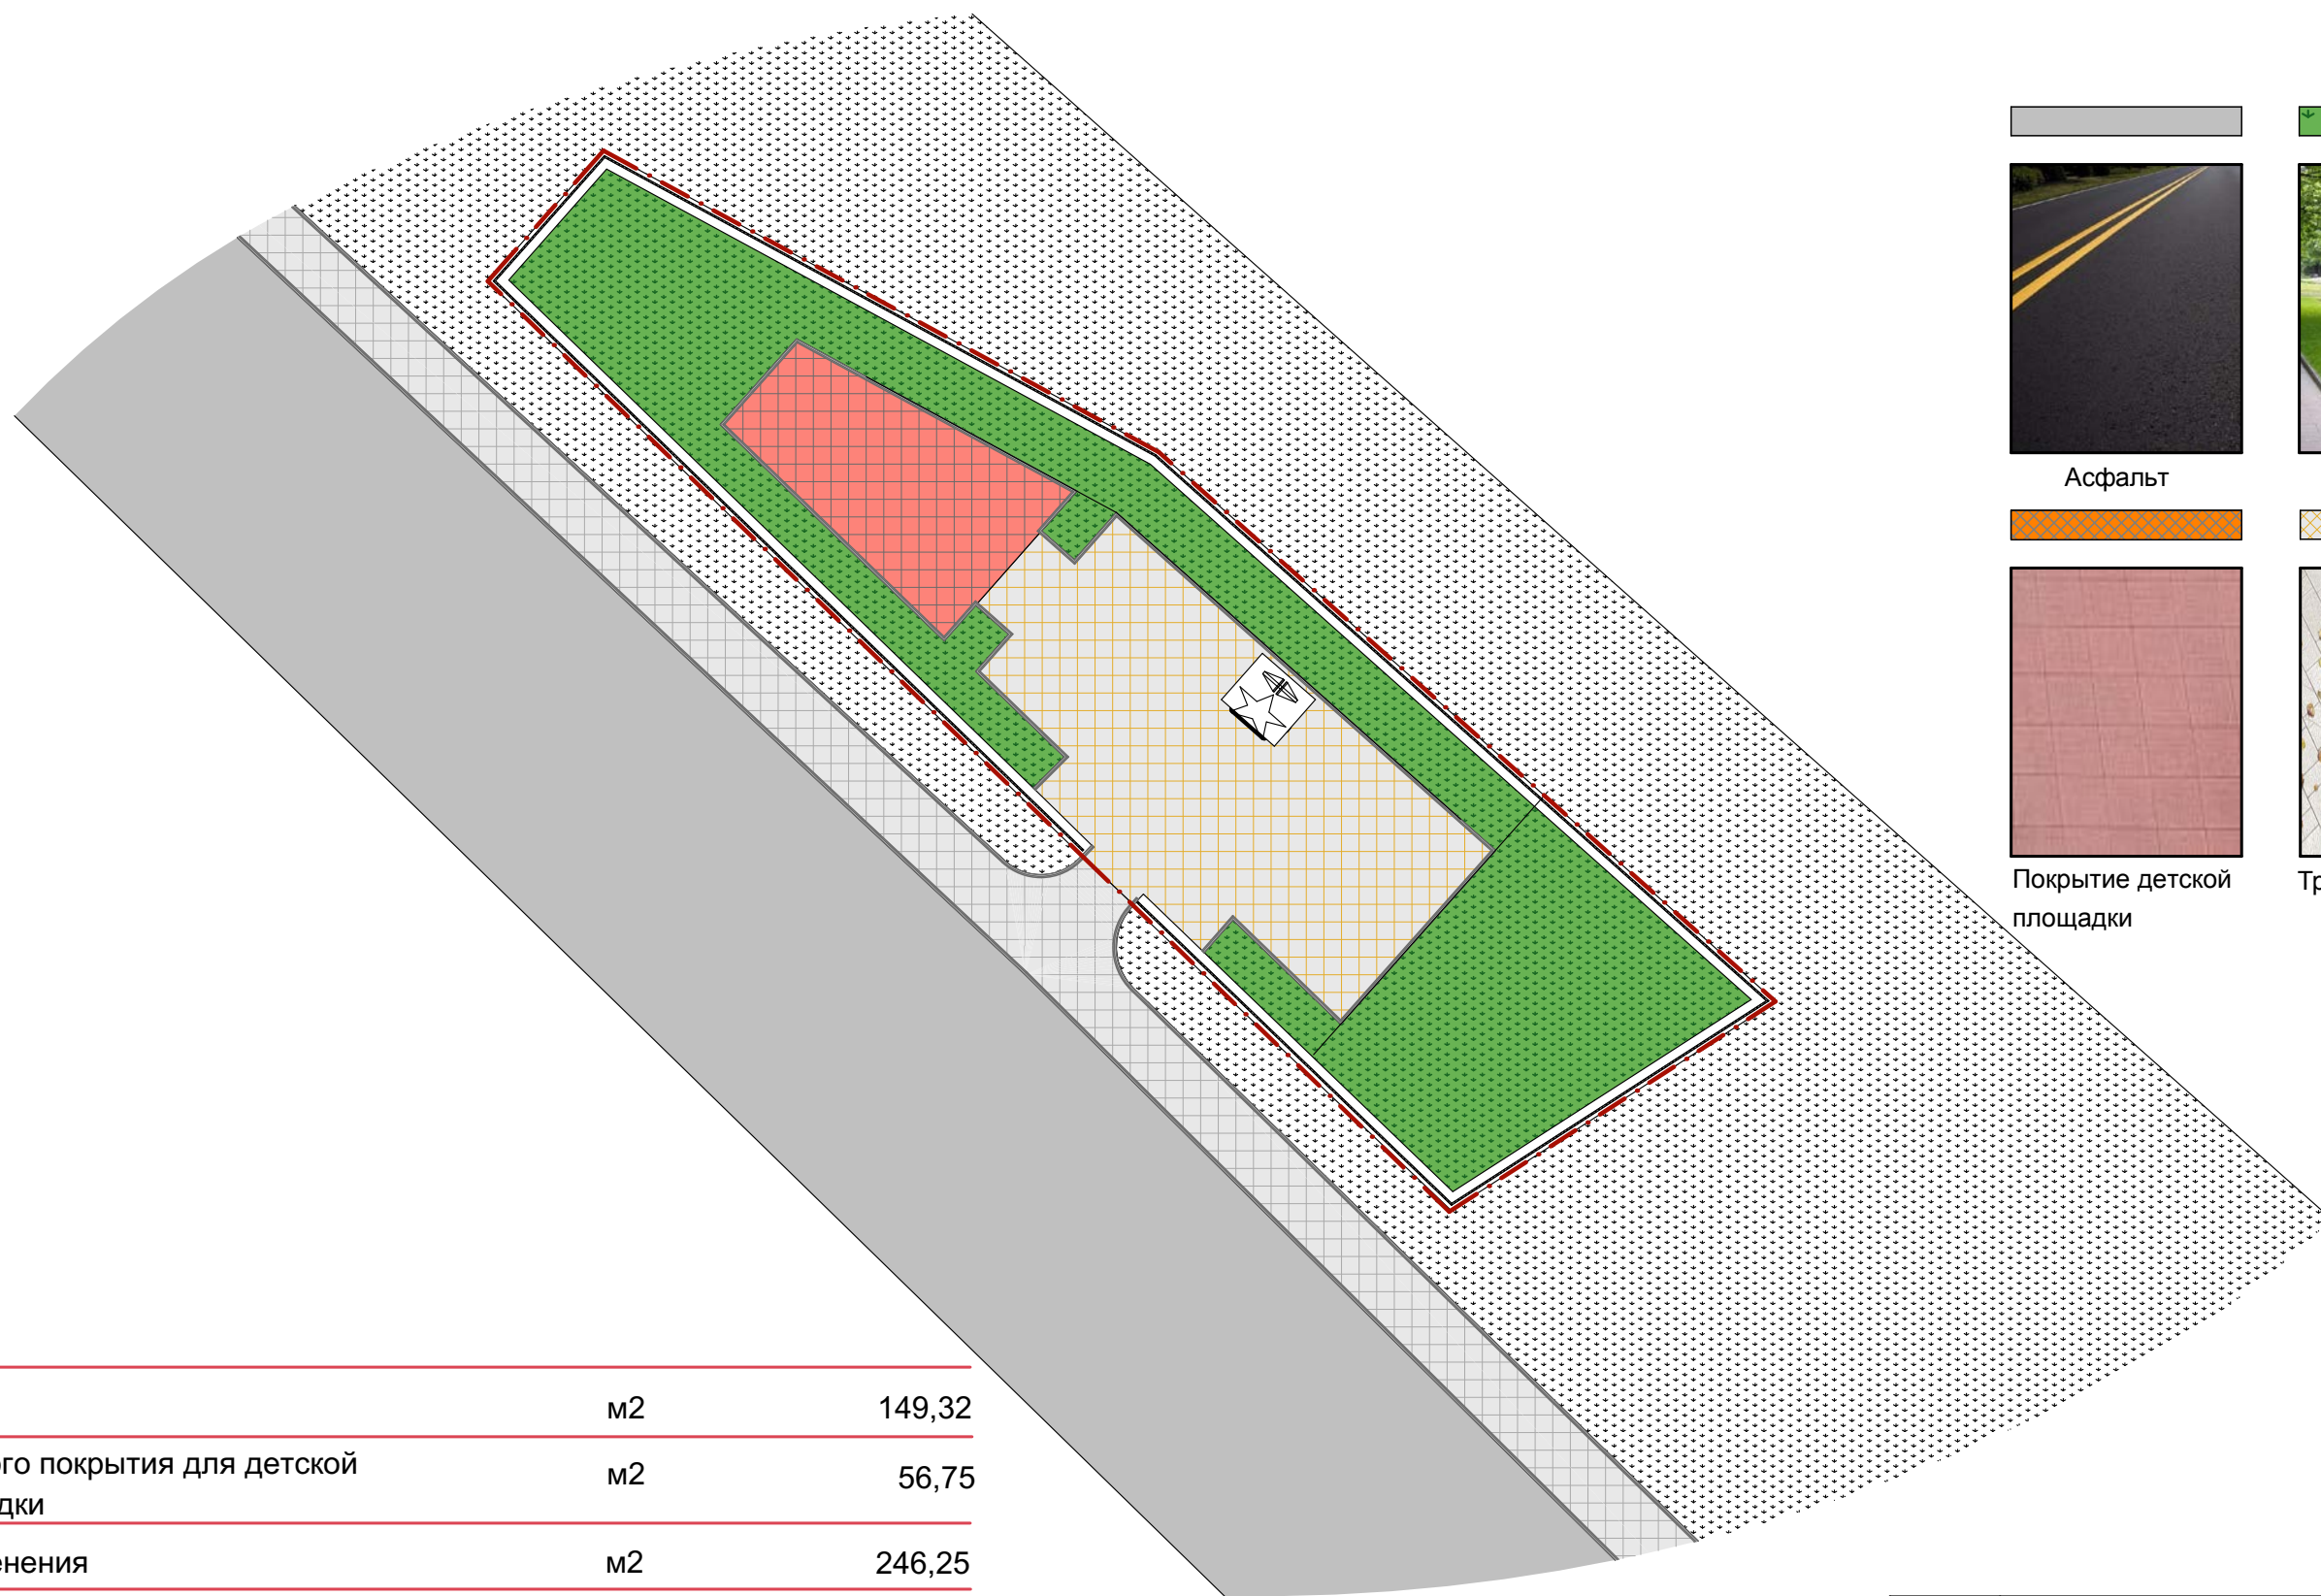 Асфальт
Покрытие детской
площадки
Тр
м2 149,32
го покрытия для детской
м2 56,75
дки
енения
м2 246,25